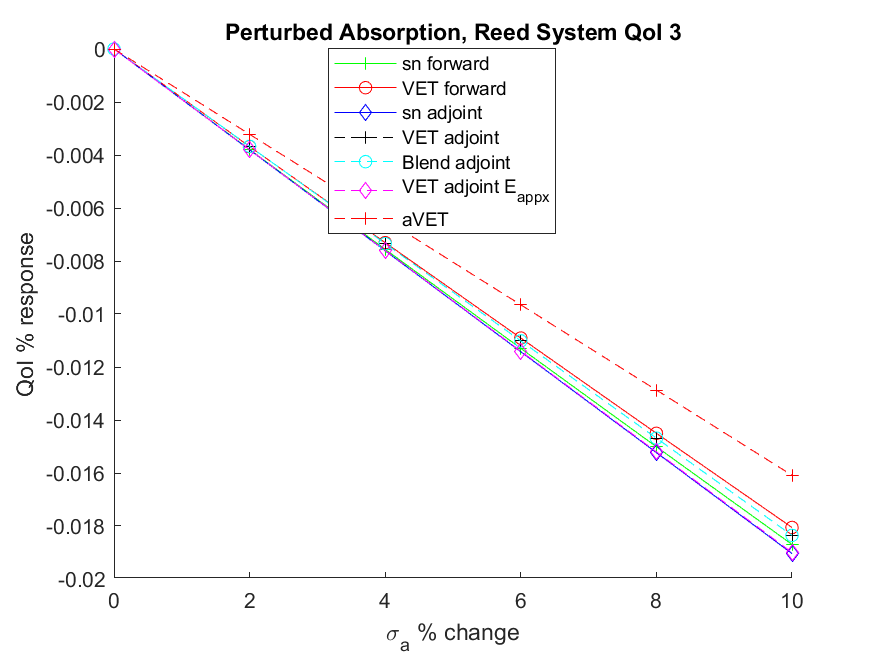 Perturbed Absorption, Reed System QoI 3
sn forward
VET forward
sn adjoint
VET adjoint
Blend adjoint
VET adjoint E_appx
aVET
0
-0.002
-0.004
-0.006
-0.008
-0.01
-0.012
-0.014
-0.016
-0.018
-0.02
QoI % response
0 2 4 6 8 10
σ_a % change